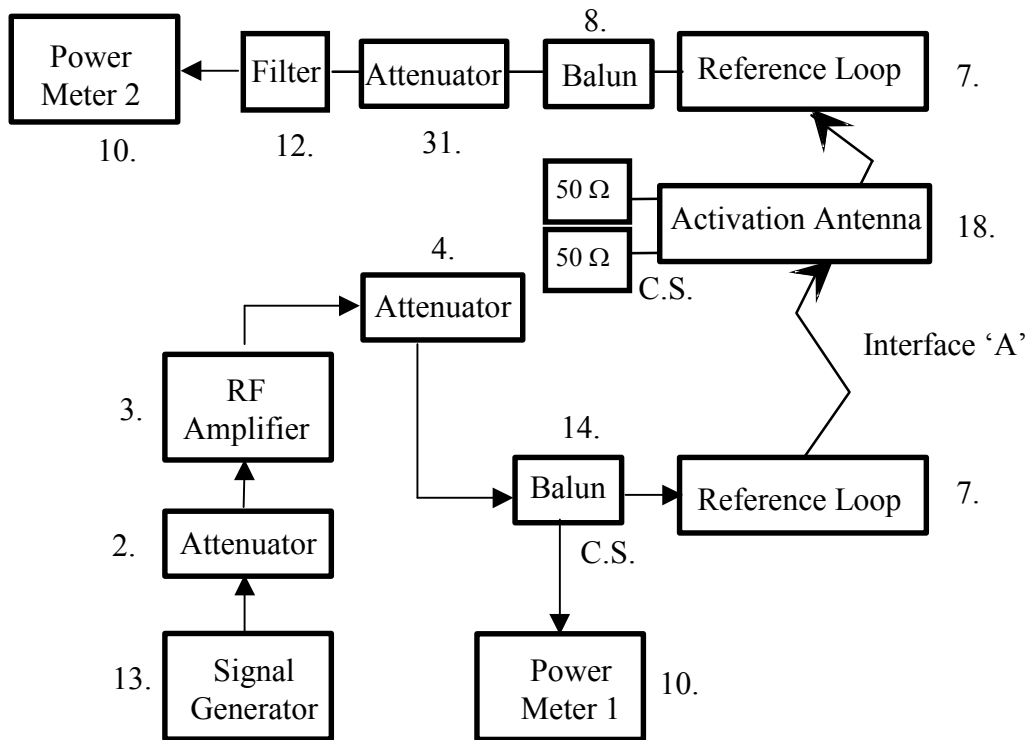 8.
Power
Meter 2
Filter
Attenuator
Balun
Reference Loop
7.
10.
12.
31.
50 Ω
50 Ω
C.S.
Activation Antenna
18.
4.
Attenuator
Interface ‘A’
3.
RF
Amplifier
14.
Balun
Reference Loop
7.
C.S.
2.
Attenuator
13.
Signal
Generator
Power
Meter 1
10.